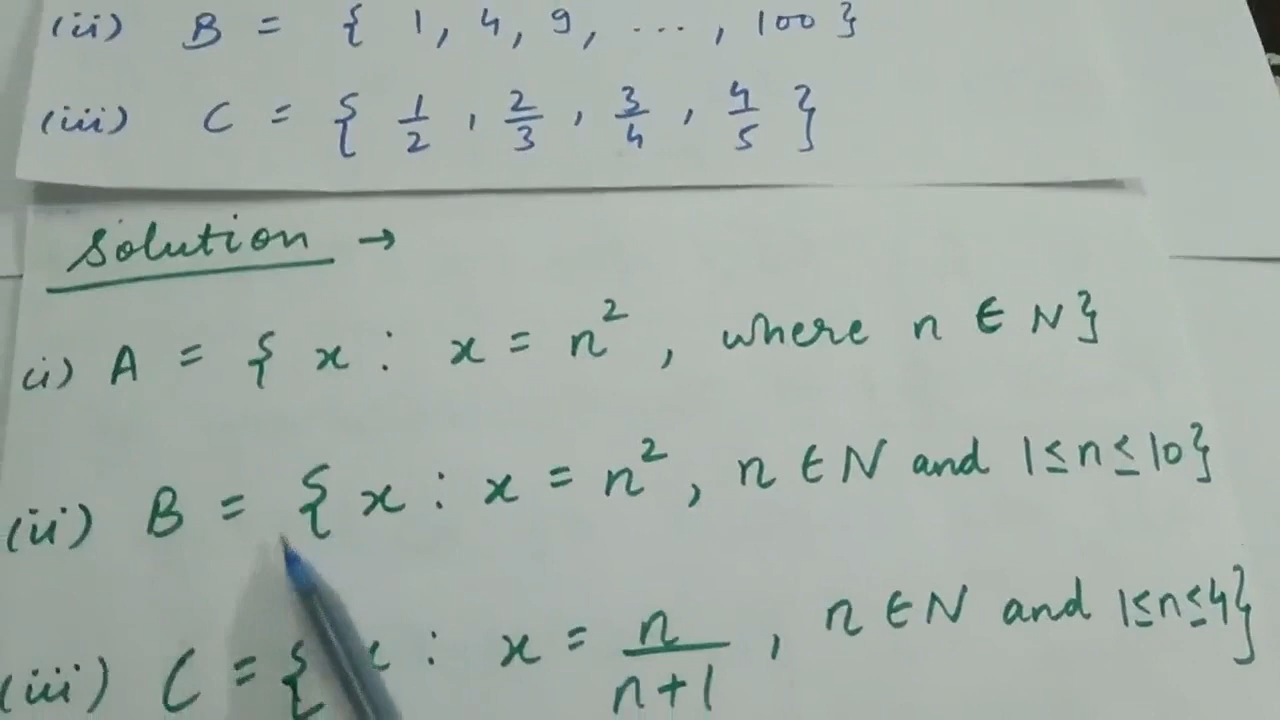 (ii) B = { 1, 4, 9, ..., 100 }
(iii) C = { 1/2, 2/3, 3/4, 4/5 }
Solution →
(i) A = { x : x = n², where n ∈ N}
(ii) B = { x : x = n², n ∈ N and 1≤n≤10}
(iii) C = { x : x = n/(n+1), n ∈ N and 1≤n≤4}